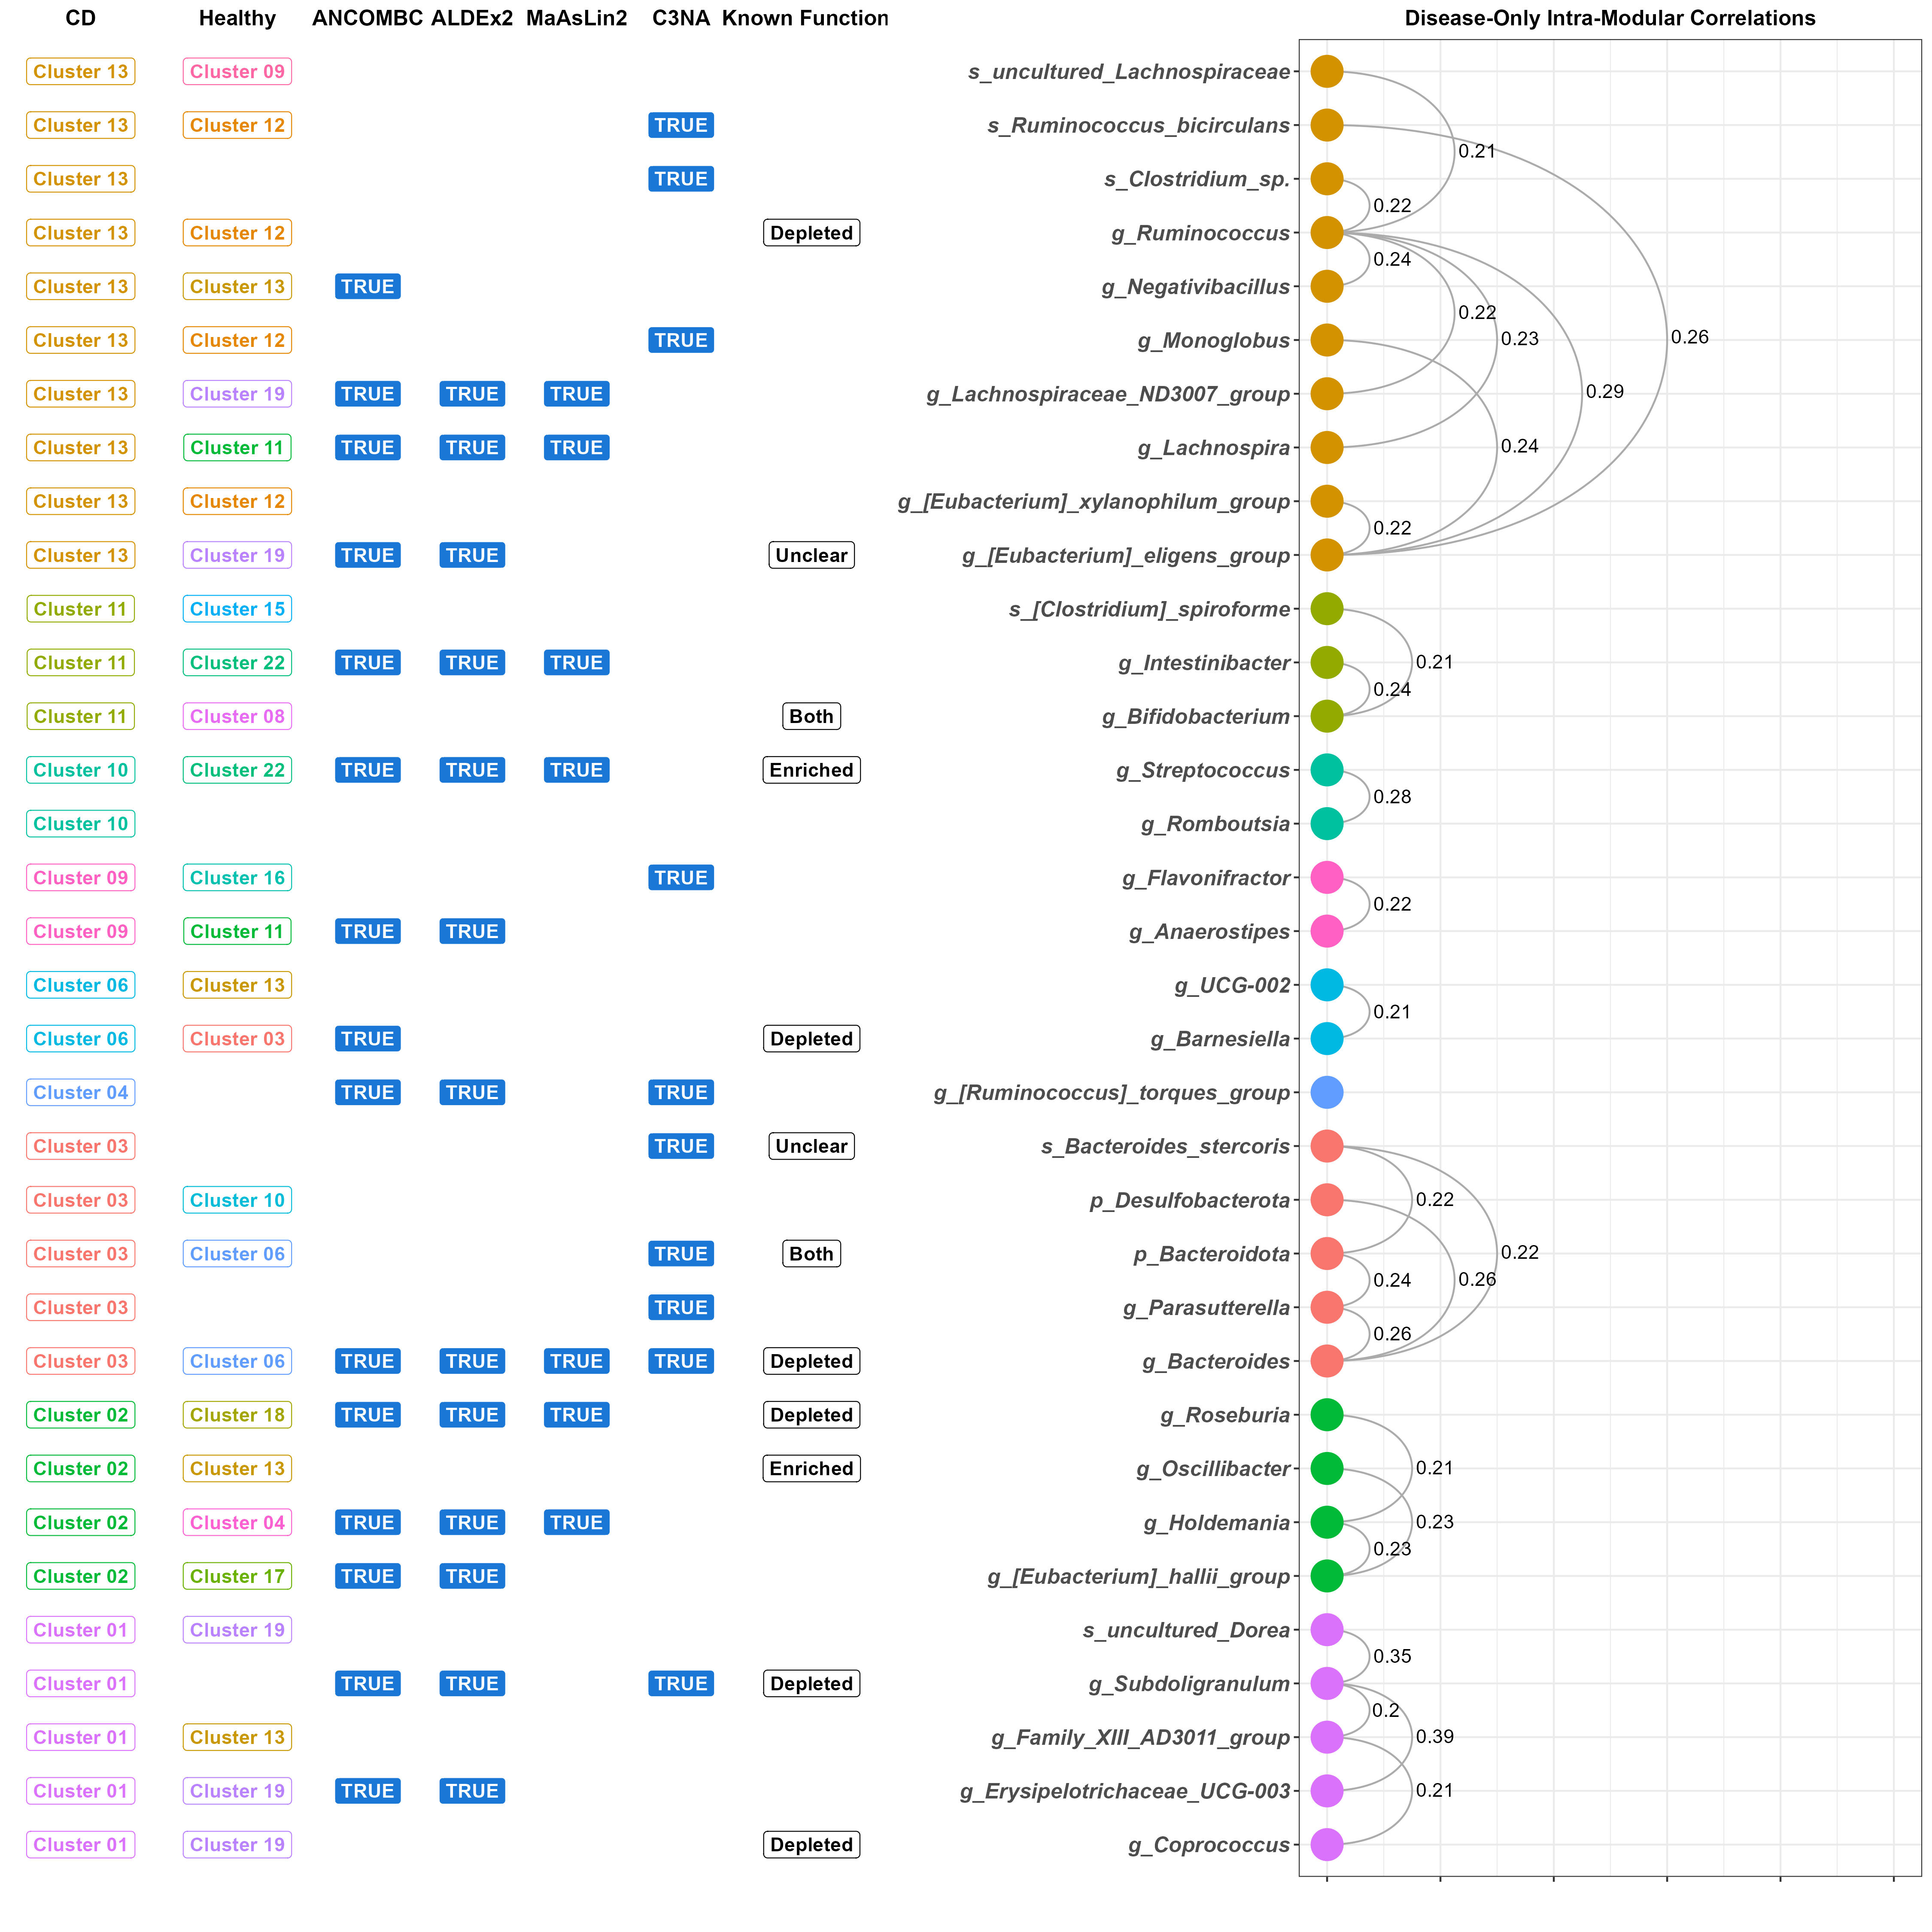 CD Healthy ANCOMBC ALDEx2 MaAsLin2 C3NA Known Function Disease-Only Intra-Modular Correlations
Cluster 13 Cluster 09 s_uncultured_Lachnospiraceae
Cluster 13 Cluster 12 TRUE s_Ruminococcus_bicirculans
0.21
Cluster 13 TRUE s_Clostridium_sp.
0.22
Cluster 13 Cluster 12 Depleted g_Ruminococcus
0.24
Cluster 13 Cluster 13 TRUE g_Negativibacillus
0.22
Cluster 13 Cluster 12 TRUE g_Monoglobus 0.23 0.26
Cluster 13 Cluster 19 TRUE TRUE TRUE g_Lachnospiraceae_ND3007_group 0.29
Cluster 13 Cluster 11 TRUE TRUE TRUE g_Lachnospira 0.24
Cluster 13 Cluster 12 g_[Eubacterium]_xylanophilum_group
0.22
Cluster 13 Cluster 19 TRUE TRUE Unclear g_[Eubacterium]_eligens_group
Cluster 11 Cluster 15 s_[Clostridium]_spiroforme
Cluster 11 Cluster 22 TRUE TRUE TRUE g_Intestinibacter 0.21
0.24
Cluster 11 Cluster 08 Both g_Bifidobacterium
Cluster 10 Cluster 22 TRUE TRUE TRUE Enriched g_Streptococcus
0.28
Cluster 10 g_Romboutsia
Cluster 09 Cluster 16 TRUE g_Flavonifractor
0.22
Cluster 09 Cluster 11 TRUE TRUE g_Anaerostipes
Cluster 06 Cluster 13 g_UCG-002
0.21
Cluster 06 Cluster 03 TRUE Depleted g_Barnesiella
Cluster 04 TRUE TRUE TRUE g_[Ruminococcus]_torques_group
Cluster 03 TRUE Unclear s_Bacteroides_stercoris
Cluster 03 Cluster 10 p_Desulfobacterota 0.22
Cluster 03 Cluster 06 TRUE Both p_Bacteroidota 0.22
0.24 0.26
Cluster 03 TRUE g_Parasutterella
0.26
Cluster 03 Cluster 06 TRUE TRUE TRUE TRUE Depleted g_Bacteroides
Cluster 02 Cluster 18 TRUE TRUE TRUE Depleted g_Roseburia
Cluster 02 Cluster 13 Enriched g_Oscillibacter 0.21
Cluster 02 Cluster 04 TRUE TRUE TRUE g_Holdemania 0.23
0.23
Cluster 02 Cluster 17 TRUE TRUE g_[Eubacterium]_hallii_group
Cluster 01 Cluster 19 s_uncultured_Dorea
0.35
Cluster 01 TRUE TRUE TRUE Depleted g_Subdoligranulum
0.2
Cluster 01 Cluster 13 g_Family_XIII_AD3011_group 0.39
Cluster 01 Cluster 19 TRUE TRUE g_Erysipelotrichaceae_UCG-003 0.21
Cluster 01 Cluster 19 Depleted g_Coprococcus